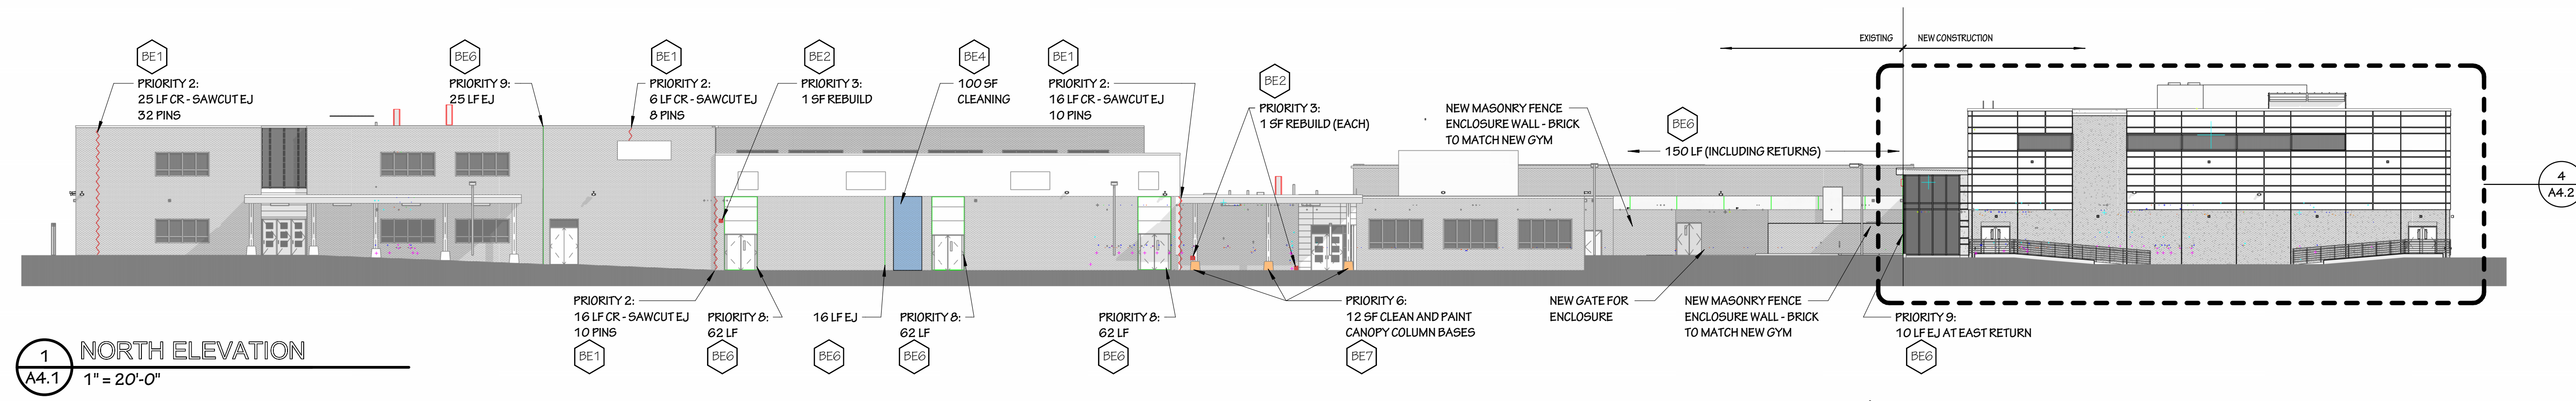 EXISTING
NEW CONSTRUCTION
BE1
PRIORITY 2:
25 LF CR - SAWCUT EJ
32 PINS
BE6
PRIORITY 9:
25 LF EJ
BE1
PRIORITY 2:
6 LF CR - SAWCUT EJ
8 PINS
BE2
PRIORITY 3:
1 SF REBUILD
BE4
100 SF
CLEANING
BE1
PRIORITY 2:
16 LF CR - SAWCUT EJ
10 PINS
BE2
PRIORITY 3:
1 SF REBUILD (EACH)
NEW MASONRY FENCE
ENCLOSURE WALL - BRICK
TO MATCH NEW GYM
BE6
150 LF (INCLUDING RETURNS)
4
A4.2
PRIORITY 2:
16 LF CR - SAWCUT EJ
10 PINS
BE1
PRIORITY 8:
62 LF
BE6
16 LF EJ
BE6
PRIORITY 8:
62 LF
BE6
PRIORITY 8:
62 LF
BE6
PRIORITY 6:
12 SF CLEAN AND PAINT
CANOPY COLUMN BASES
BE7
NEW GATE FOR
ENCLOSURE
NEW MASONRY FENCE
ENCLOSURE WALL - BRICK
TO MATCH NEW GYM
PRIORITY 9:
10 LF EJ AT EAST RETURN
BE6
1
A4.1
NORTH ELEVATION
1" = 20'-0"